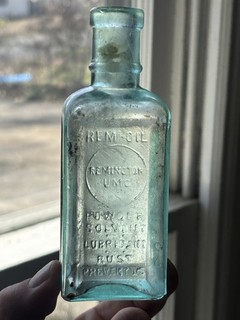 REM-OIL
REMINGTON
UMC
POWDER
SOLVENT
LUBRICANT
RUST
PREVENTIVE